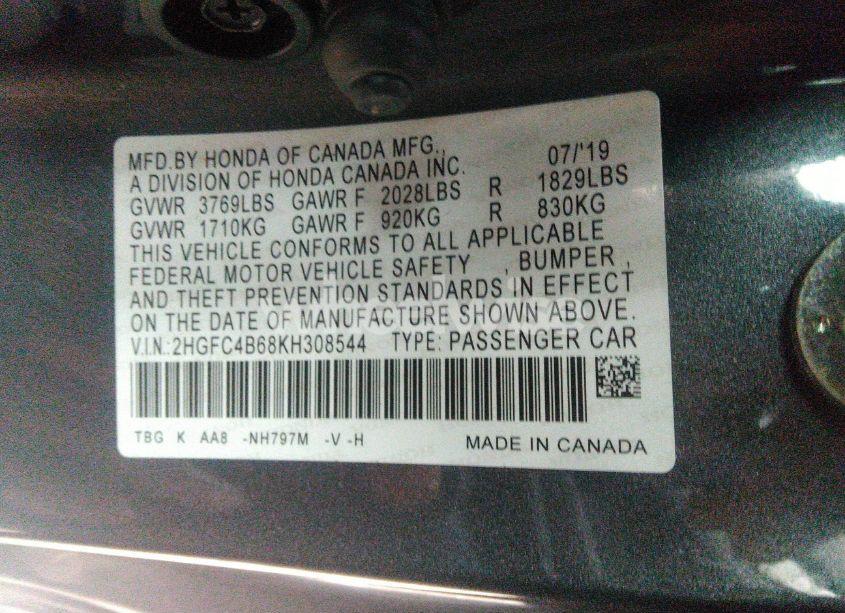 MFD.BY HONDA OF CANADA MFG., 07/'19
A DIVISION OF HONDA CANADA INC.
GVWR 3769LBS GAWR F 2028LBS R 1829LBS
GVWR 1710KG GAWR F 920KG R 830KG
THIS VEHICLE CONFORMS TO ALL APPLICABLE
FEDERAL MOTOR VEHICLE SAFETY , BUMPER ,
AND THEFT PREVENTION STANDARDS IN EFFECT
ON THE DATE OF MANUFACTURE SHOWN ABOVE.
V.I.N.:2HGFC4B68KH308544 TYPE: PASSENGER CAR
TBG K AA8 -NH797M -V -H MADE IN CANADA